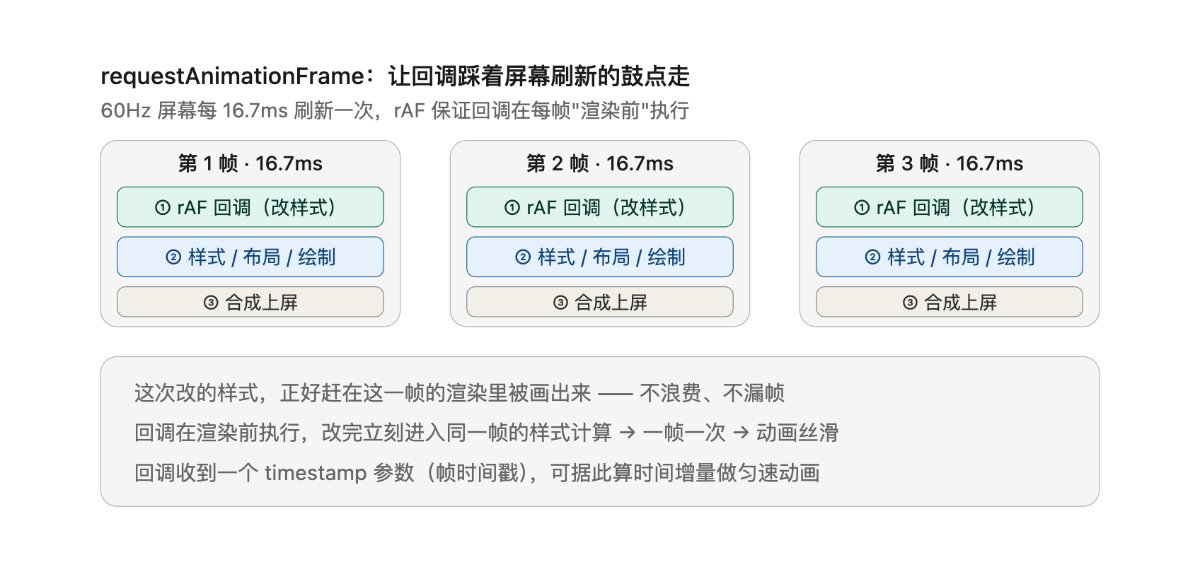 requestAnimationFrame：让回调踩着屏幕刷新的鼓点走
60Hz 屏幕每 16.7ms 刷新一次，rAF 保证回调在每帧"渲染前"执行
第 1 帧 · 16.7ms
① rAF 回调（改样式）
② 样式 / 布局 / 绘制
③ 合成上屏
第 2 帧 · 16.7ms
① rAF 回调（改样式）
② 样式 / 布局 / 绘制
③ 合成上屏
第 3 帧 · 16.7ms
① rAF 回调（改样式）
② 样式 / 布局 / 绘制
③ 合成上屏
这次改的样式，正好赶在这一帧的渲染里被画出来 —— 不浪费、不漏帧
回调在渲染前执行，改完立刻进入同一帧的样式计算 → 一帧一次 → 动画丝滑
回调收到一个 timestamp 参数（帧时间戳），可据此算时间增量做匀速动画